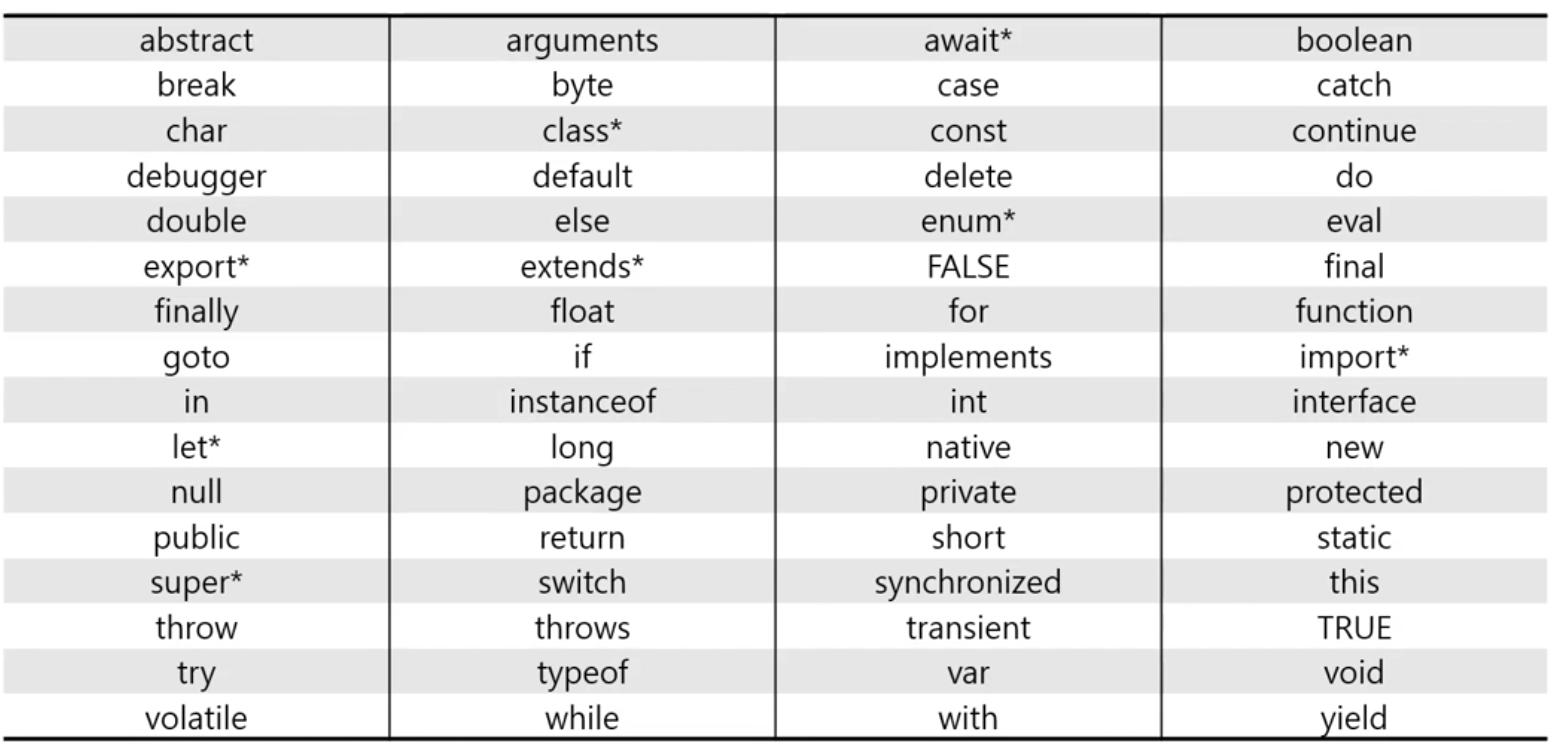 abstract arguments await* boolean
break byte case catch
char class* const continue
debugger default delete do
double else enum* eval
export* extends* FALSE final
finally float for function
goto if implements import*
in instanceof int interface
let* long native new
null package private protected
public return short static
super* switch synchronized this
throw throws transient TRUE
try typeof var void
volatile while with yield